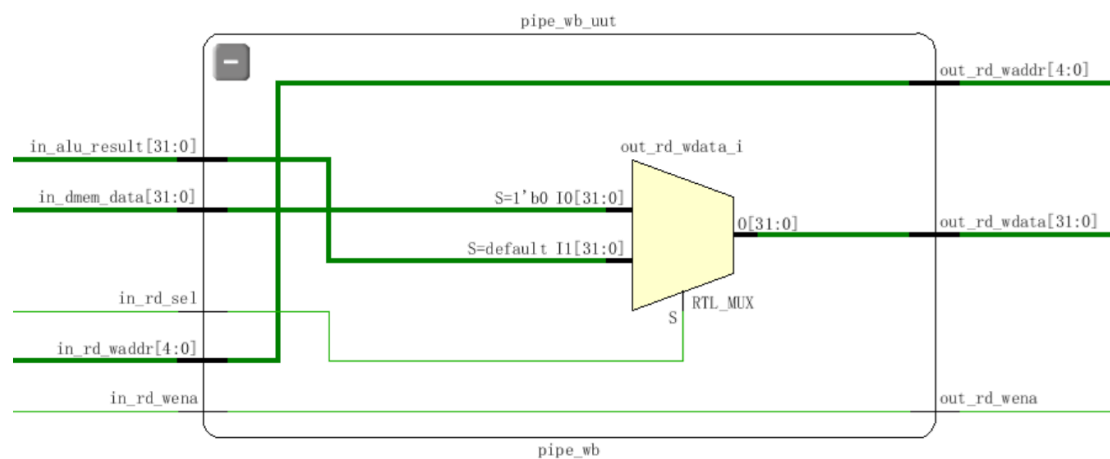 pipe_wb_uut
out_rd_waddr[4:0]
in_alu_result[31:0]
out_rd_wdata_i
in_dmem_data[31:0]
S=1'b0 I0[31:0]
O[31:0]
out_rd_wdata[31:0]
S=default I1[31:0]
in_rd_sel
RTL_MUX
S
in_rd_waddr[4:0]
in_rd_wena
out_rd_wena
pipe_wb